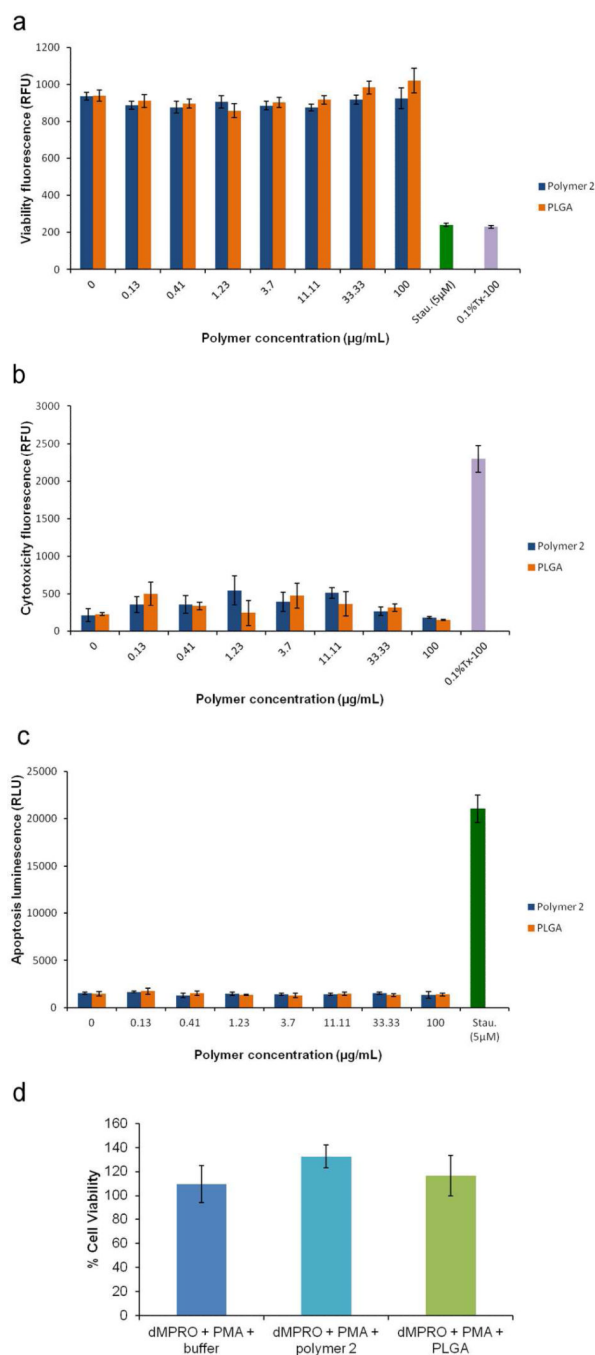 a
1200
1000
800
600
400
200
0
Viability fluorescence (RFU)
0 0.13 0.41 1.23 3.7 11.11 33.33 100 Stau. (5µM) 0.1%Tx-100
Polymer concentration (µg/mL)
Polymer 2
PLGA
b
3000
2500
2000
1500
1000
500
0
Cytotoxicity fluorescence (RFU)
0 0.13 0.41 1.23 3.7 11.11 33.33 100 0.1%Tx-100
Polymer concentration (µg/mL)
Polymer 2
PLGA
c
25000
20000
15000
10000
5000
0
Apoptosis luminescence (RLU)
0 0.13 0.41 1.23 3.7 11.11 33.33 100 Stau.
(5µM)
Polymer concentration (µg/mL)
Polymer 2
PLGA
d
160
140
120
100
80
60
40
20
0
% Cell Viability
dMPRO + PMA + dMPRO + PMA + dMPRO + PMA +
buffer polymer 2 PLGA